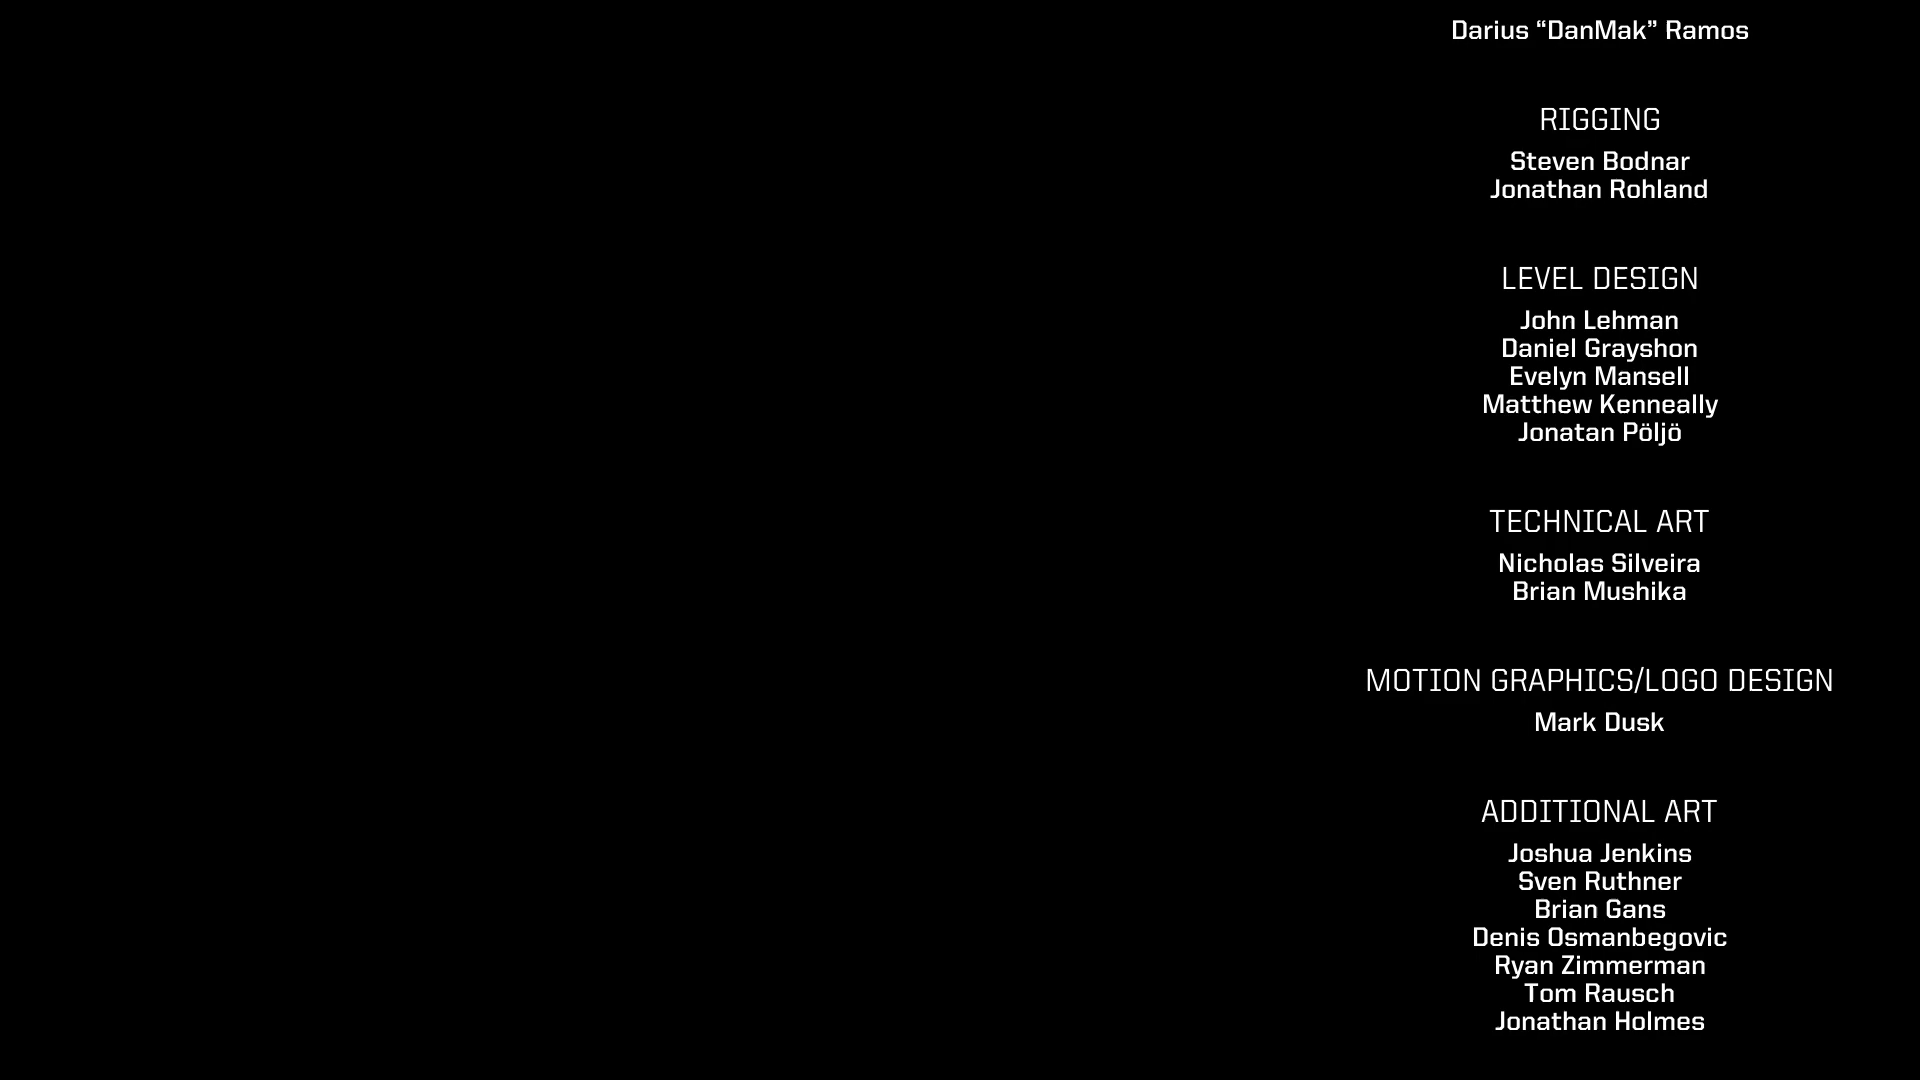 Darius “DanMak” Ramos
RIGGING
Steven Bodnar
Jonathan Rohland
LEVEL DESIGN
John Lehman
Daniel Grayshon
Evelyn Mansell
Matthew Kenneally
Jonatan Pöljö
TECHNICAL ART
Nicholas Silveira
Brian Mushika
MOTION GRAPHICS/LOGO DESIGN
Mark Dusk
ADDITIONAL ART
Joshua Jenkins
Sven Ruthner
Brian Gans
Denis Osmanbegovic
Ryan Zimmerman
Tom Rausch
Jonathan Holmes